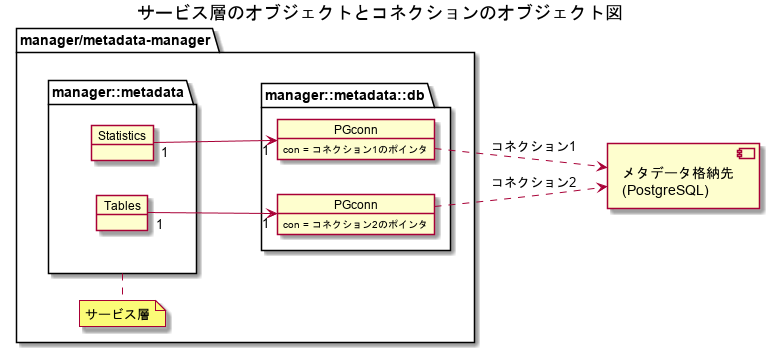 サービス層のオブジェクトとコネクションのオブジェクト図
manager/metadata-manager
manager::metadata
manager::metadata::db
Statistics
1
1
PGconn
con = コネクション1のポインタ
コネクション1
Tables
1
1
PGconn
con = コネクション2のポインタ
コネクション2
メタデータ格納先
(PostgreSQL)
サービス層